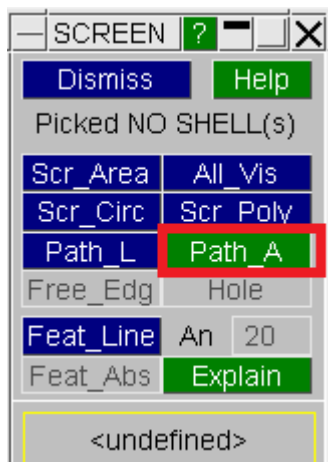 SCREEN ?
Dismiss Help
Picked NO SHELL(s)
Scr_Area All_Vis
Scr_Circ Scr_Poly
Path_L Path_A
Free_Edg Hole
Feat_Line An 20
Feat_Abs Explain
<undefined>